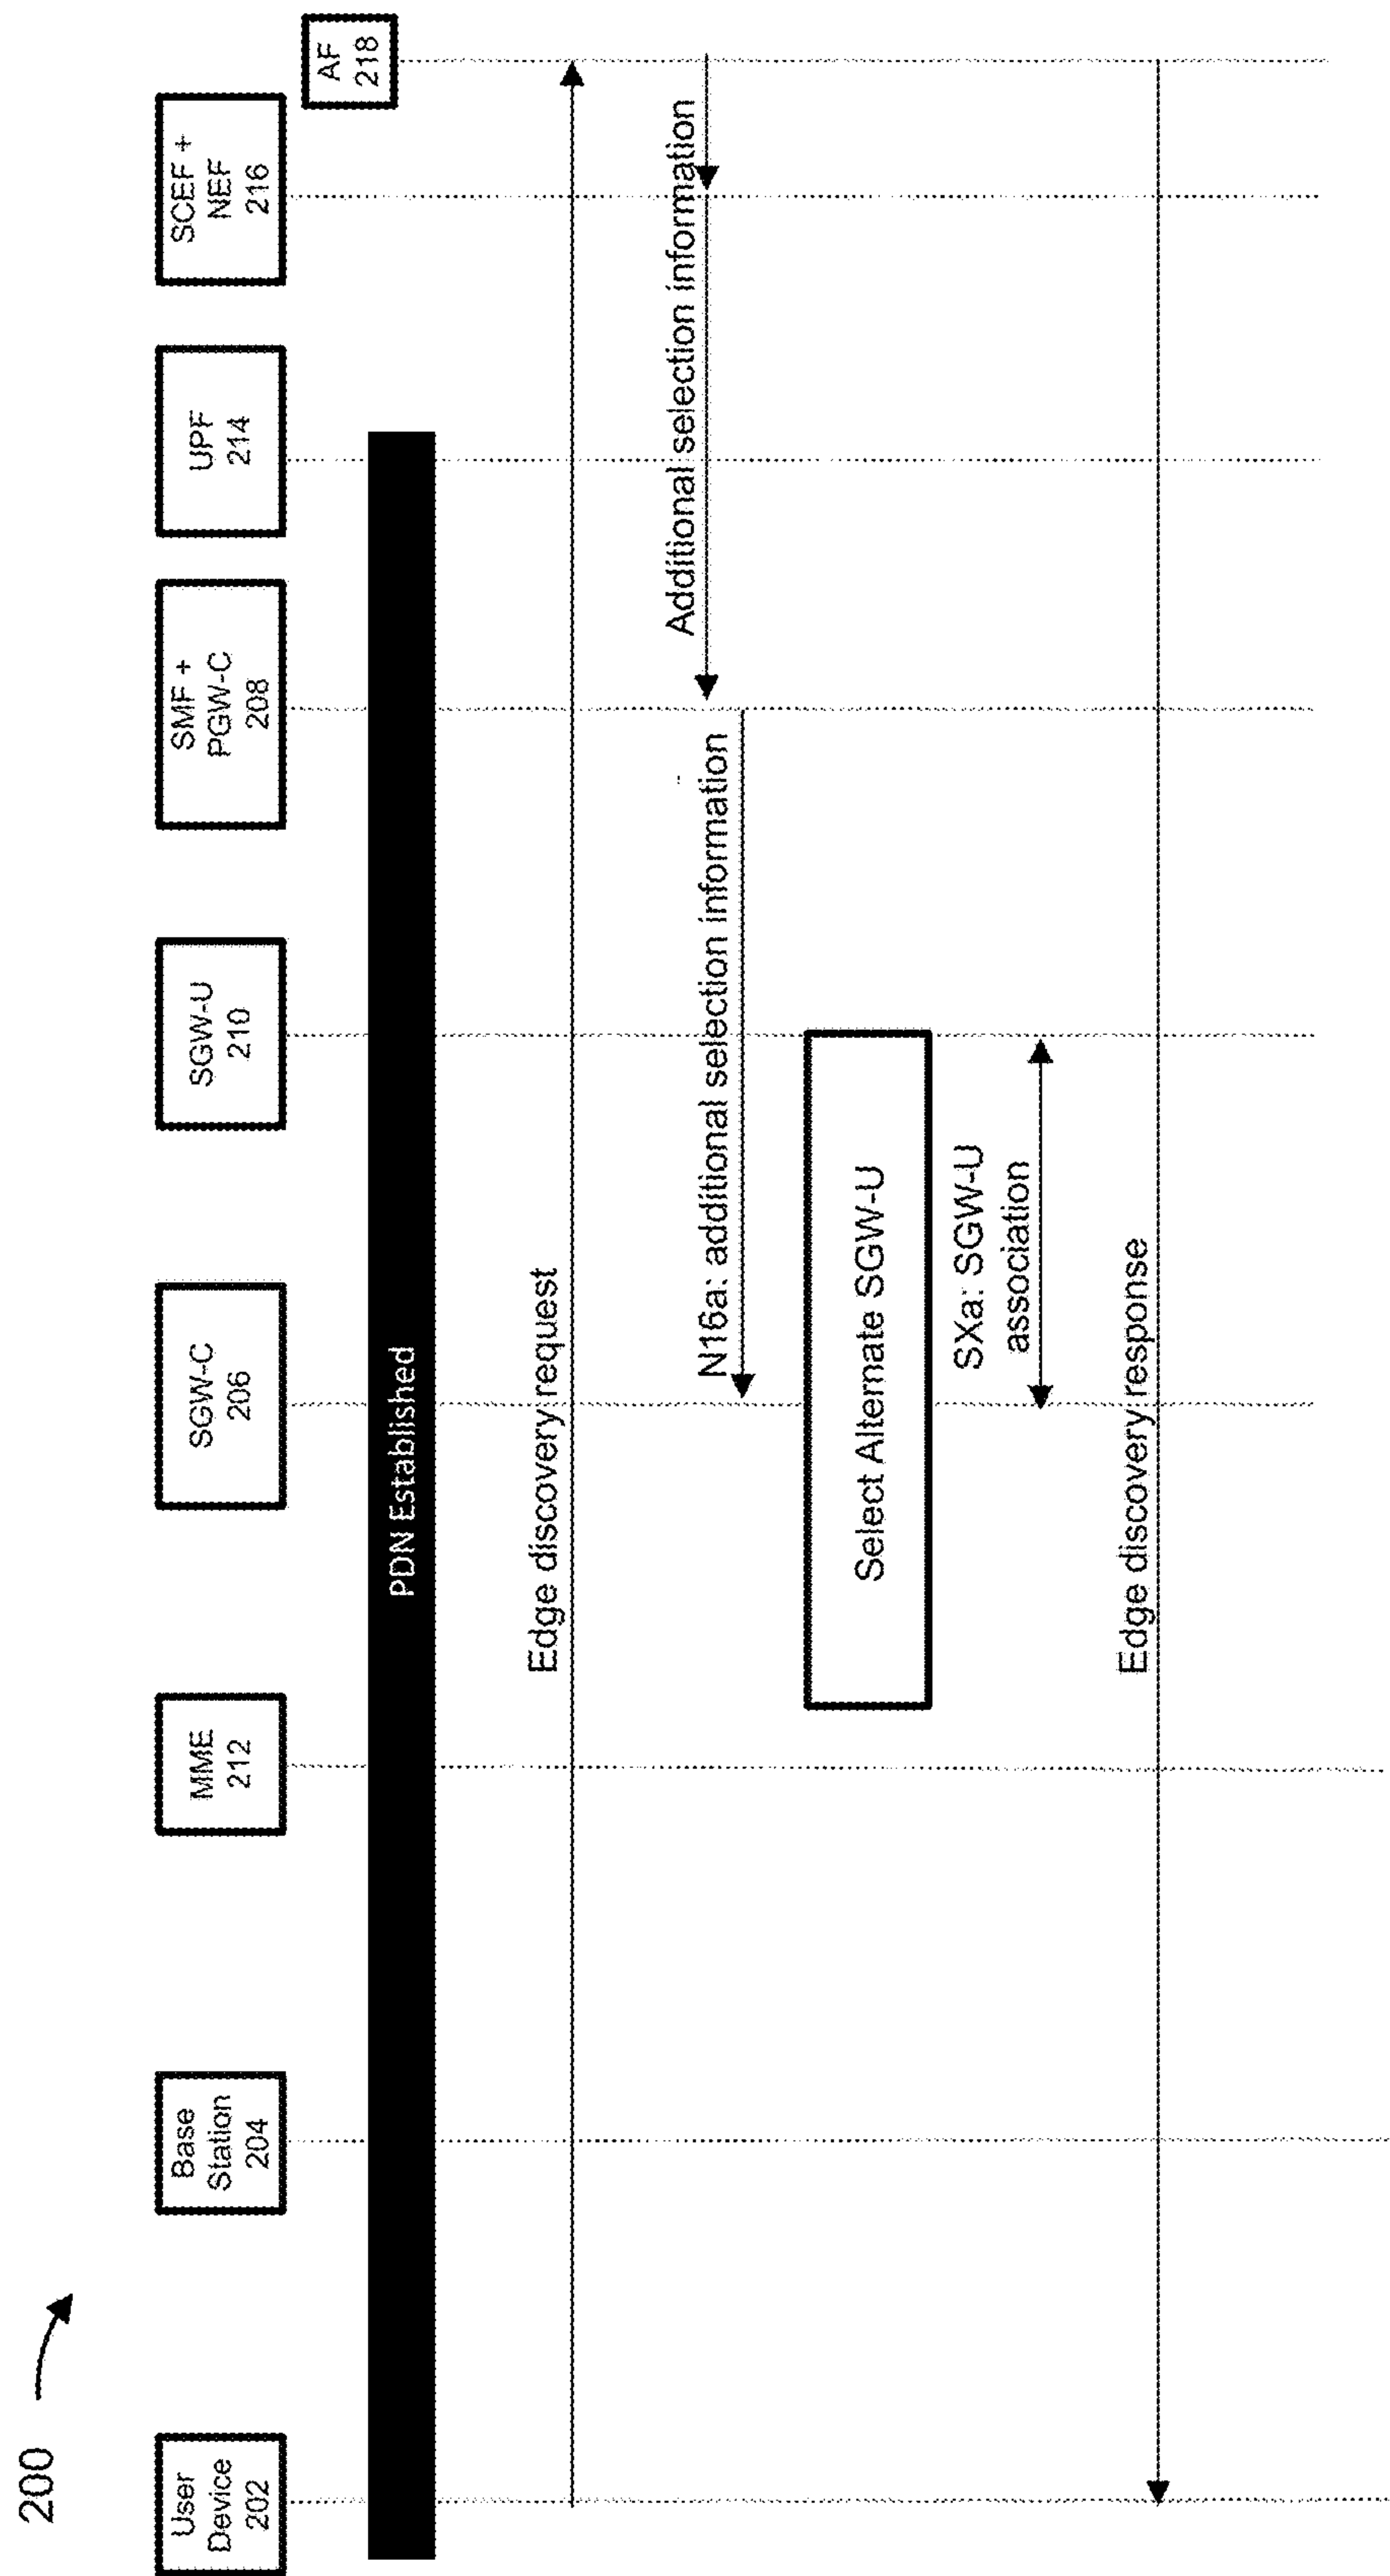 200
User
Device
202
Base
Station
204
MME
212
SGW-C
206
SGW-U
210
SMF +
PGW-C
208
UPF
214
SCEF +
NEF
216
AF
218
PDN Established
Edge discovery request
Additional selection information
N16a: additional selection information
Select Alternate SGW-U
SXa: SGW-U
association
Edge discovery response